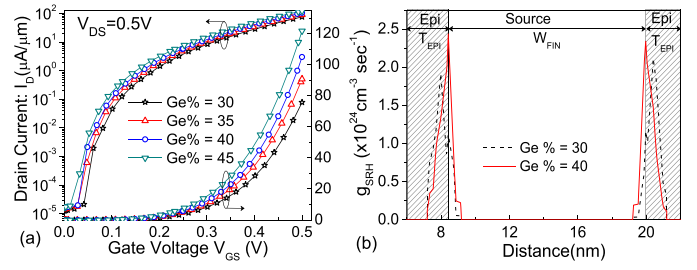 V_DS=0.5V
Drain Current: I_D(μA/μm)
10^2
10^1
10^0
10^-1
10^-2
10^-3
10^-4
10^-5
Ge% = 30
Ge% = 35
Ge% = 40
Ge% = 45
120
100
80
60
40
20
0
0.0 0.1 0.2 0.3 0.4 0.5
(a) Gate Voltage V_GS (V)
Epi Source Epi
T_EPI W_FIN T_EPI
g_SRH (x10^24 cm^-3 sec^-1)
2.5
2.0
1.5
1.0
0.5
0.0
Ge % = 30
Ge % = 40
8 12 16 20
(b) Distance(nm)